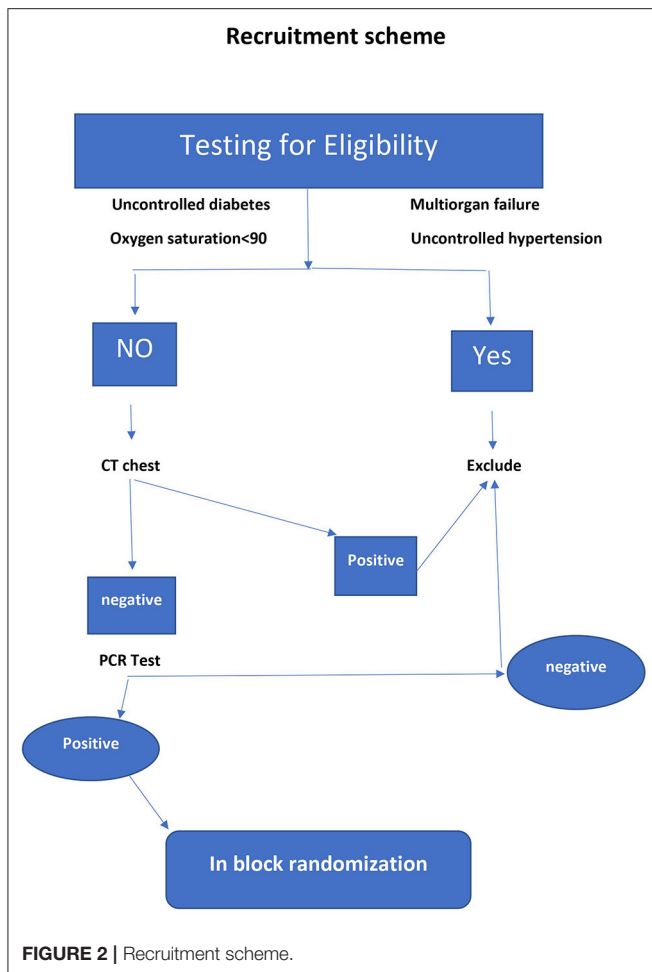 Recruitment scheme
Testing for Eligibility
Uncontrolled diabetes Multiorgan failure
Oxygen saturation<90 Uncontrolled hypertension
NO Yes
CT chest Exclude
Positive
negative
PCR Test
negative
Positive
In block randomization
FIGURE 2 | Recruitment scheme.